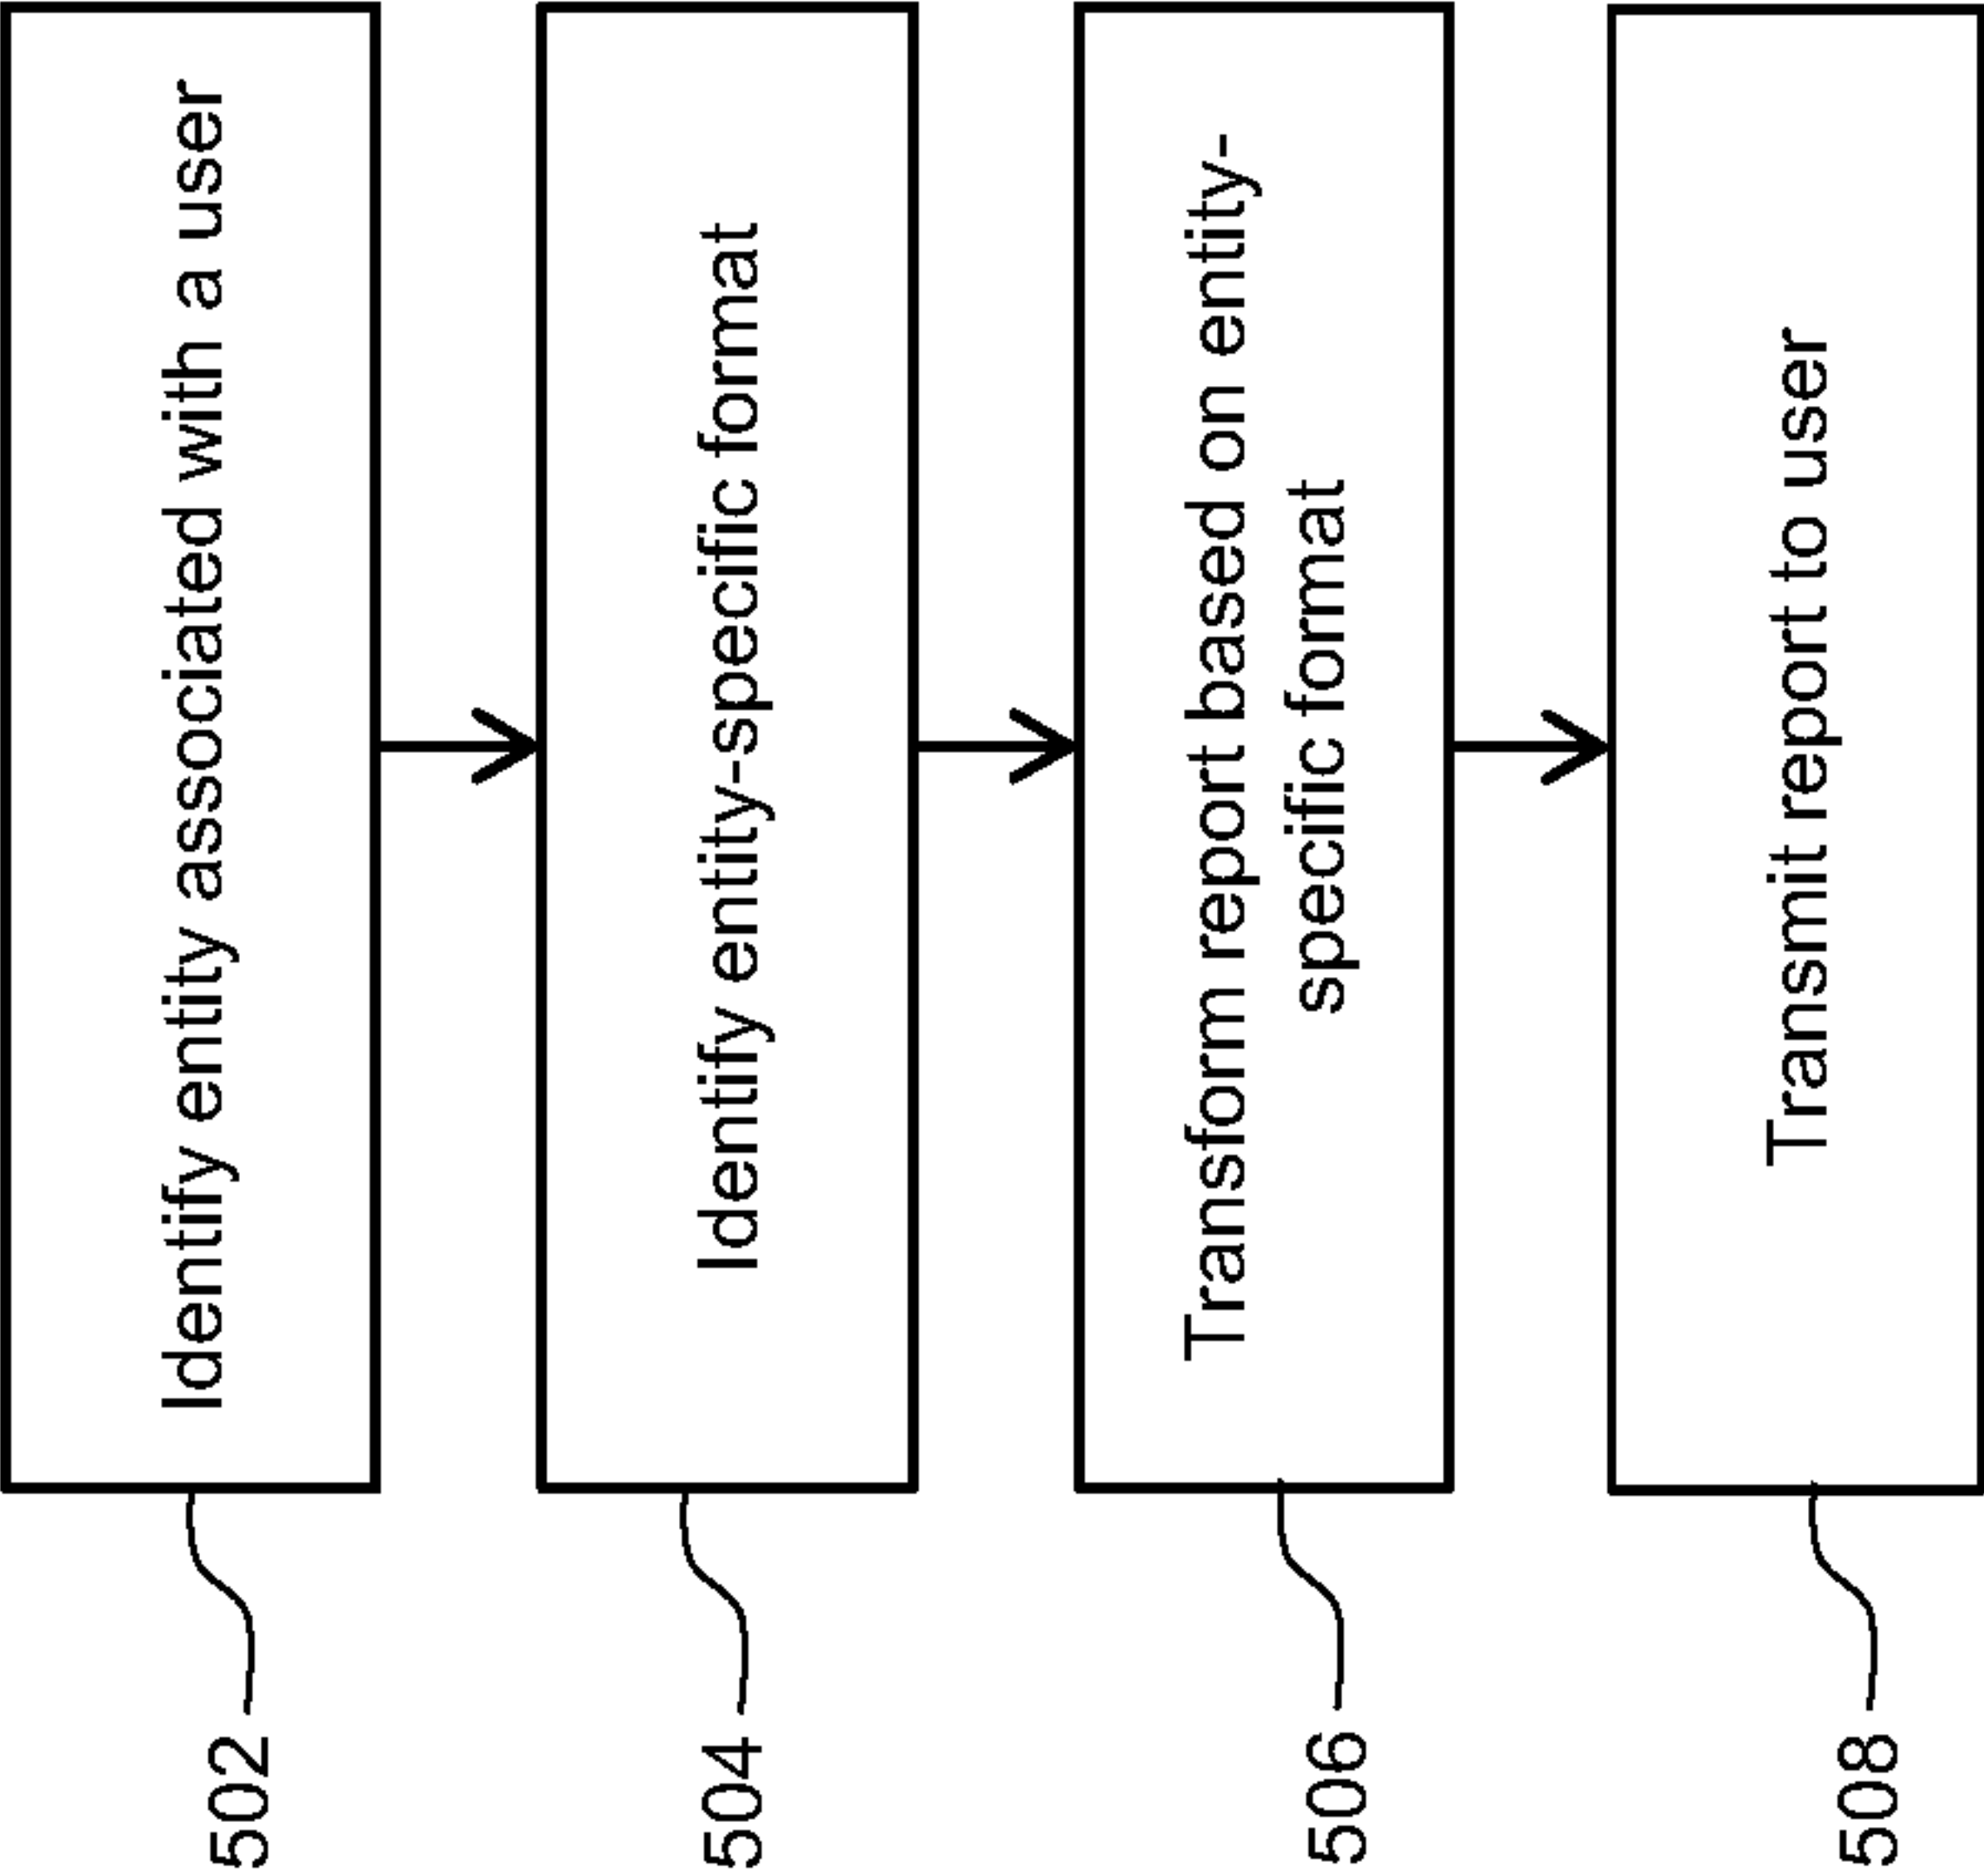 502
Identify entity associated with a user
504
Identify entity-specific format
506
Transform report based on entity-
specific format
508
Transmit report to user